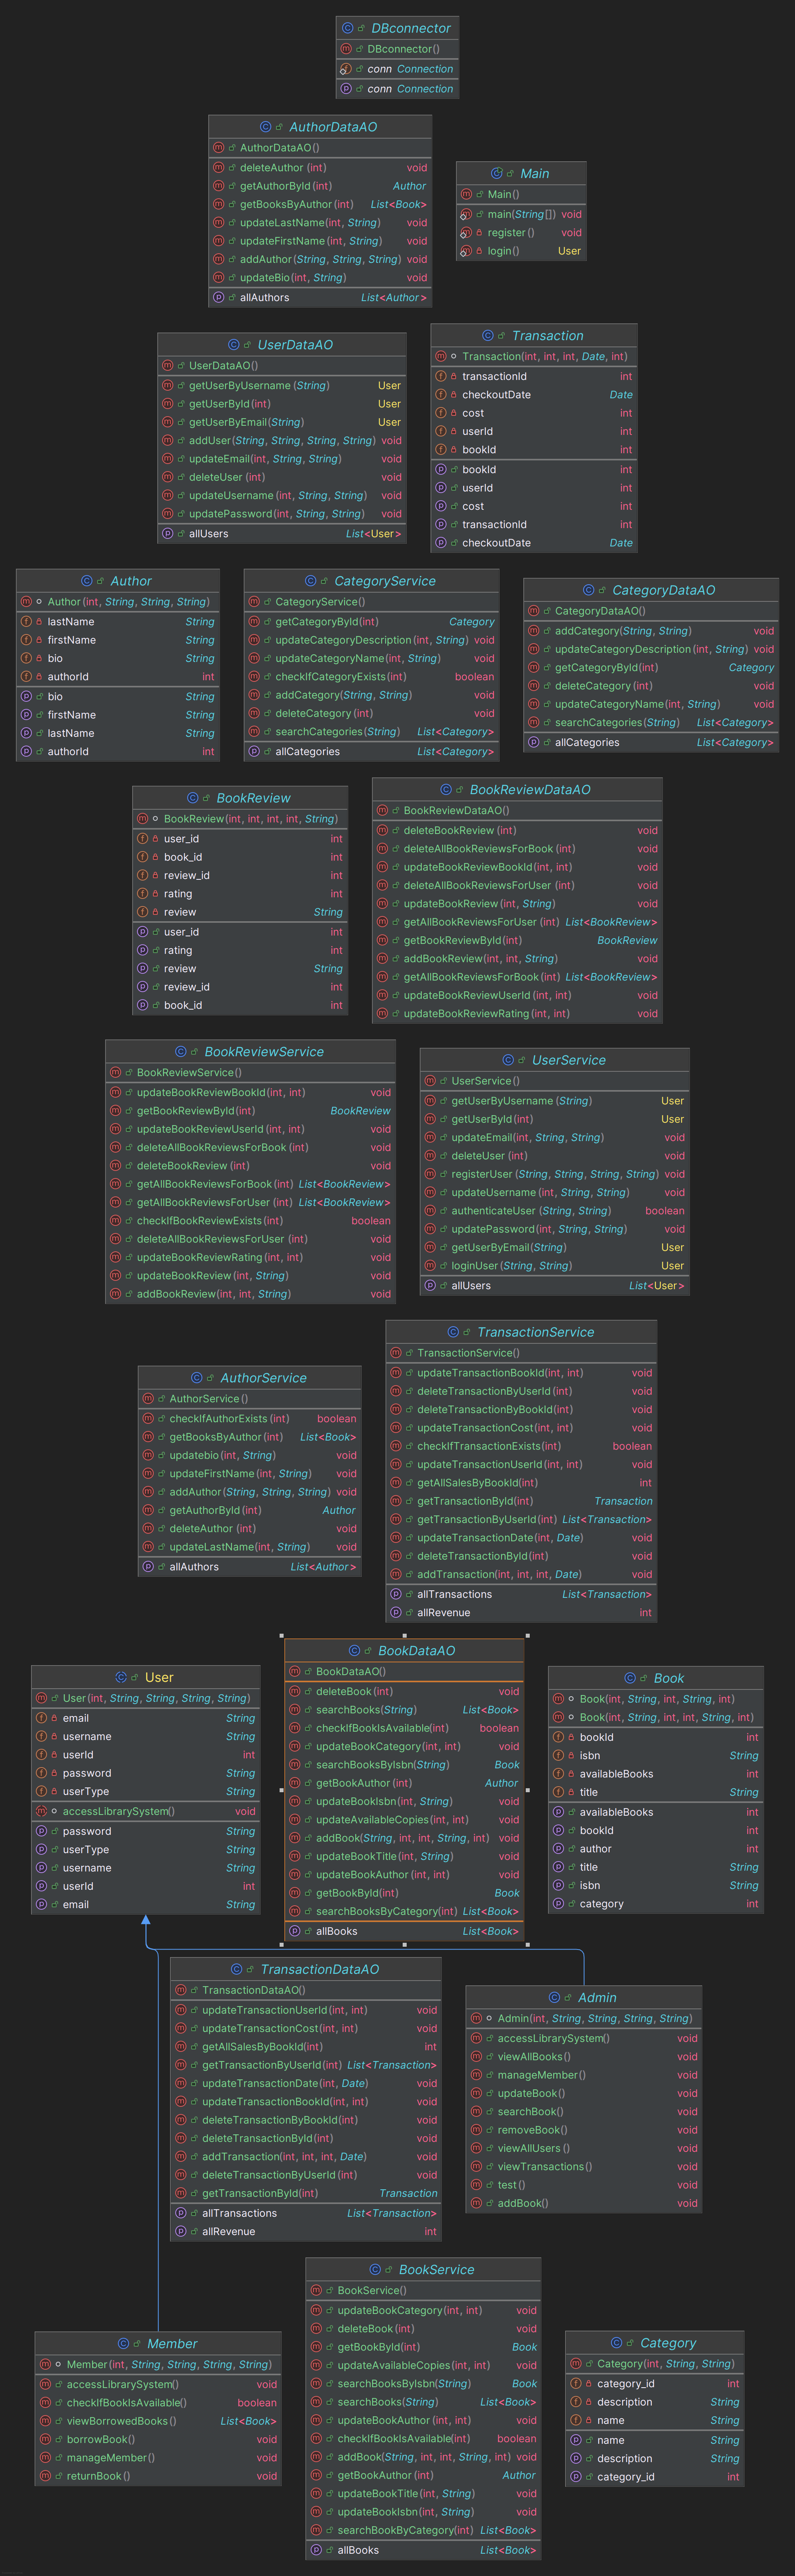 DBconnector
DBconnector()
conn Connection
conn Connection
AuthorDataAO
AuthorDataAO()
deleteAuthor(int) void
getAuthorById(int) Author
getBooksByAuthor(int) List<Book>
updateLastName(int, String) void
updateFirstName(int, String) void
addAuthor(String, String, String) void
updateBio(int, String) void
allAuthors List<Author>
Main
Main()
main(String[]) void
register() void
login() User
UserDataAO
UserDataAO()
getUserByUsername(String) User
getUserById(int) User
getUserByEmail(String) User
addUser(String, String, String, String) void
updateEmail(int, String, String) void
deleteUser(int) void
updateUsername(int, String, String) void
updatePassword(int, String, String) void
allUsers List<User>
Transaction
Transaction(int, int, int, Date, int)
transactionId int
checkoutDate Date
cost int
userId int
bookId int
bookId int
userId int
cost int
transactionId int
checkoutDate Date
Author
Author(int, String, String, String)
lastName String
firstName String
bio String
authorId int
bio String
firstName String
lastName String
authorId int
CategoryService
CategoryService()
getCategoryById(int) Category
updateCategoryDescription(int, String) void
updateCategoryName(int, String) void
checkIfCategoryExists(int) boolean
addCategory(String, String) void
deleteCategory(int) void
searchCategories(String) List<Category>
allCategories List<Category>
CategoryDataAO
CategoryDataAO()
addCategory(String, String) void
updateCategoryDescription(int, String) void
getCategoryById(int) Category
deleteCategory(int) void
updateCategoryName(int, String) void
searchCategories(String) List<Category>
allCategories List<Category>
BookReview
BookReview(int, int, int, int, String)
user_id int
book_id int
review_id int
rating int
review String
user_id int
rating int
review String
review_id int
book_id int
BookReviewDataAO
BookReviewDataAO()
deleteBookReview(int) void
deleteAllBookReviewsForBook(int) void
updateBookReviewBookId(int, int) void
deleteAllBookReviewsForUser(int) void
updateBookReview(int, String) void
getAllBookReviewsForUser(int) List<BookReview>
getBookReviewById(int) BookReview
addBookReview(int, int, String) void
getAllBookReviewsForBook(int) List<BookReview>
updateBookReviewUserId(int, int) void
updateBookReviewRating(int, int) void
BookReviewService
BookReviewService()
updateBookReviewBookId(int, int) void
getBookReviewById(int) BookReview
updateBookReviewUserId(int, int) void
deleteAllBookReviewsForBook(int) void
deleteBookReview(int) void
getAllBookReviewsForBook(int) List<BookReview>
getAllBookReviewsForUser(int) List<BookReview>
checkIfBookReviewExists(int) boolean
deleteAllBookReviewsForUser(int) void
updateBookReviewRating(int, int) void
updateBookReview(int, String) void
addBookReview(int, int, String) void
UserService
UserService()
getUserByUsername(String) User
getUserById(int) User
updateEmail(int, String, String) void
deleteUser(int) void
registerUser(String, String, String, String) void
updateUsername(int, String, String) void
authenticateUser(String, String) boolean
updatePassword(int, String, String) void
getUserByEmail(String) User
loginUser(String, String) User
allUsers List<User>
TransactionService
TransactionService()
updateTransactionBookId(int, int) void
deleteTransactionByUserId(int) void
deleteTransactionByBookId(int) void
updateTransactionCost(int, int) void
checkIfTransactionExists(int) boolean
updateTransactionUserId(int, int) void
getAllSalesByBookId(int) int
getTransactionById(int) Transaction
getTransactionByUserId(int) List<Transaction>
updateTransactionDate(int, Date) void
deleteTransactionById(int) void
addTransaction(int, int, int, Date) void
allTransactions List<Transaction>
allRevenue int
AuthorService
AuthorService()
checkIfAuthorExists(int) boolean
getBooksByAuthor(int) List<Book>
updatebio(int, String) void
updateFirstName(int, String) void
addAuthor(String, String, String) void
getAuthorById(int) Author
deleteAuthor(int) void
updateLastName(int, String) void
allAuthors List<Author>
User
User(int, String, String, String, String)
email String
username String
userId int
password String
userType String
accessLibrarySystem() void
password String
userType String
username String
userId int
email String
BookDataAO
BookDataAO()
deleteBook(int) void
searchBooks(String) List<Book>
checkIfBookIsAvailable(int) boolean
updateBookCategory(int, int) void
searchBooksByIsbn(String) Book
getBookAuthor(int) Author
updateBookIsbn(int, String) void
updateAvailableCopies(int, int) void
addBook(String, int, int, String, int) void
updateBookTitle(int, String) void
updateBookAuthor(int, int) void
getBookById(int) Book
searchBooksByCategory(int) List<Book>
allBooks List<Book>
Book
Book(int, String, int, String, int)
Book(int, String, int, int, String, int)
bookId int
isbn String
availableBooks int
title String
availableBooks int
bookId int
author int
title String
isbn String
category int
TransactionDataAO
TransactionDataAO()
updateTransactionUserId(int, int) void
updateTransactionCost(int, int) void
getAllSalesByBookId(int) int
getTransactionByUserId(int) List<Transaction>
updateTransactionDate(int, Date) void
updateTransactionBookId(int, int) void
deleteTransactionByBookId(int) void
deleteTransactionById(int) void
addTransaction(int, int, int, Date) void
deleteTransactionByUserId(int) void
getTransactionById(int) Transaction
allTransactions List<Transaction>
allRevenue int
Admin
Admin(int, String, String, String, String)
accessLibrarySystem() void
viewAllBooks() void
manageMember() void
updateBook() void
searchBook() void
removeBook() void
viewAllUsers() void
viewTransactions() void
test() void
addBook() void
Member
Member(int, String, String, String, String)
accessLibrarySystem() void
checkIfBookIsAvailable() boolean
viewBorrowedBooks() List<Book>
borrowBook() void
manageMember() void
returnBook() void
BookService
BookService()
updateBookCategory(int, int) void
deleteBook(int) void
getBookById(int) Book
updateAvailableCopies(int, int) void
searchBooksByIsbn(String) Book
searchBooks(String) List<Book>
updateBookAuthor(int, int) void
checkIfBookIsAvailable(int) boolean
addBook(String, int, int, String, int) void
getBookAuthor(int) Author
updateBookTitle(int, String) void
updateBookIsbn(int, String) void
searchBookByCategory(int) List<Book>
allBooks List<Book>
Category
Category(int, String, String)
category_id int
description String
name String
name String
description String
category_id int